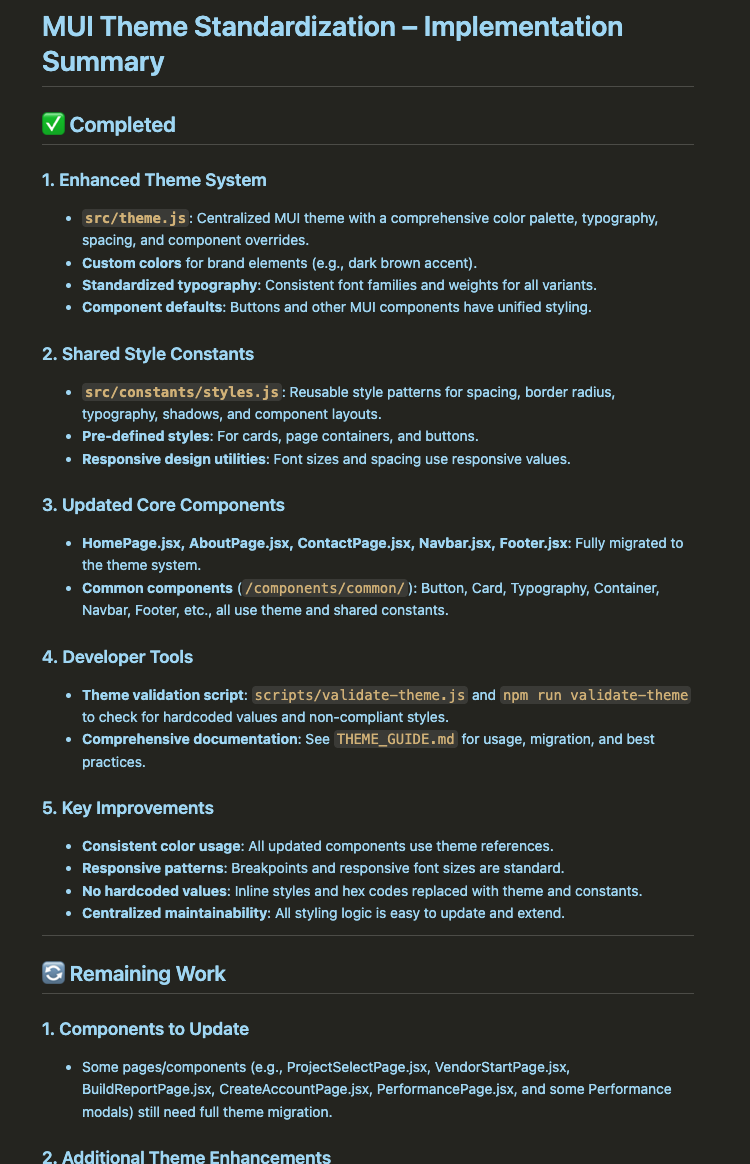 MUI Theme Standardization – Implementation
Summary
✅ Completed
1. Enhanced Theme System
• src/theme.js: Centralized MUI theme with a comprehensive color palette, typography,
spacing, and component overrides.
• Custom colors for brand elements (e.g., dark brown accent).
• Standardized typography: Consistent font families and weights for all variants.
• Component defaults: Buttons and other MUI components have unified styling.
2. Shared Style Constants
• src/constants/styles.js: Reusable style patterns for spacing, border radius,
typography, shadows, and component layouts.
• Pre-defined styles: For cards, page containers, and buttons.
• Responsive design utilities: Font sizes and spacing use responsive values.
3. Updated Core Components
• HomePage.jsx, AboutPage.jsx, ContactPage.jsx, Navbar.jsx, Footer.jsx: Fully migrated to
the theme system.
• Common components (/components/common/): Button, Card, Typography, Container,
Navbar, Footer, etc., all use theme and shared constants.
4. Developer Tools
• Theme validation script: scripts/validate-theme.js and npm run validate-theme
to check for hardcoded values and non-compliant styles.
• Comprehensive documentation: See THEME_GUIDE.md for usage, migration, and best
practices.
5. Key Improvements
• Consistent color usage: All updated components use theme references.
• Responsive patterns: Breakpoints and responsive font sizes are standard.
• No hardcoded values: Inline styles and hex codes replaced with theme and constants.
• Centralized maintainability: All styling logic is easy to update and extend.
🔄 Remaining Work
1. Components to Update
• Some pages/components (e.g., ProjectSelectPage.jsx, VendorStartPage.jsx,
BuildReportPage.jsx, CreateAccountPage.jsx, PerformancePage.jsx, and some Performance
modals) still need full theme migration.
2. Additional Theme Enhancements